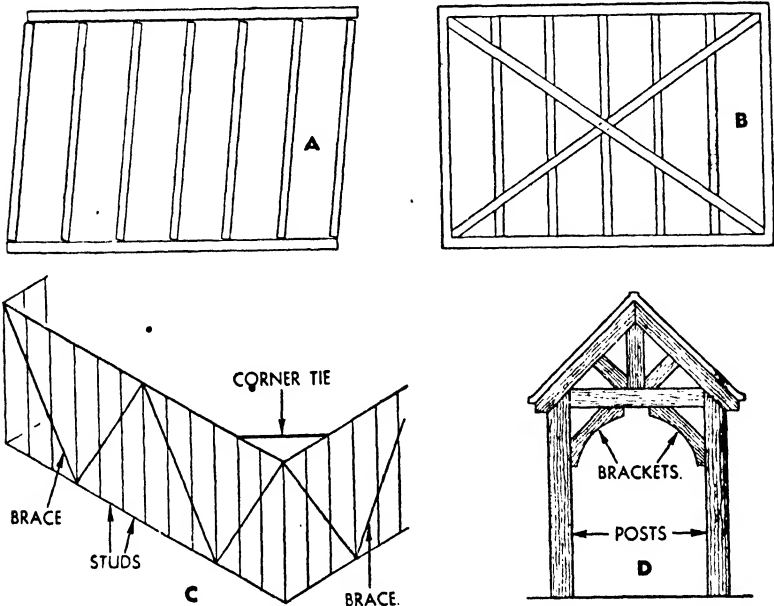 A
B
CORNER TIE
BRACE
STUDS
C
BRACE.
BRACKETS.
POSTS
D